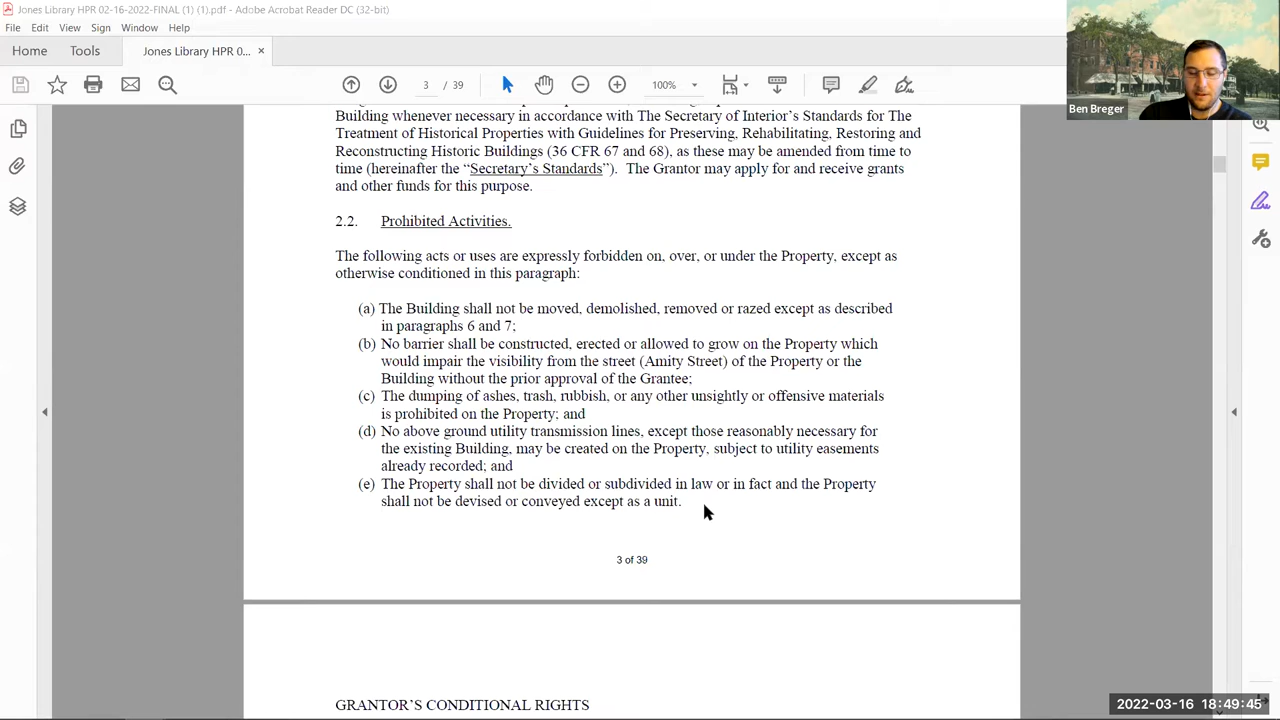 Jones Library HPR 02-16-2022-FINAL (1) (1).pdf - Adobe Acrobat Reader DC (32-bit)
File Edit View Sign Window Help
Home Tools Jones Library HPR 0... ×
3 / 39 100%
Ben Breger
Building whenever necessary in accordance with The Secretary of Interior's Standards for The
Treatment of Historical Properties with Guidelines for Preserving, Rehabilitating, Restoring and
Reconstructing Historic Buildings (36 CFR 67 and 68), as these may be amended from time to
time (hereinafter the “Secretary's Standards”). The Grantor may apply for and receive grants
and other funds for this purpose.
2.2. Prohibited Activities.
The following acts or uses are expressly forbidden on, over, or under the Property, except as
otherwise conditioned in this paragraph:
(a) The Building shall not be moved, demolished, removed or razed except as described
in paragraphs 6 and 7;
(b) No barrier shall be constructed, erected or allowed to grow on the Property which
would impair the visibility from the street (Amity Street) of the Property or the
Building without the prior approval of the Grantee;
(c) The dumping of ashes, trash, rubbish, or any other unsightly or offensive materials
is prohibited on the Property; and
(d) No above ground utility transmission lines, except those reasonably necessary for
the existing Building, may be created on the Property, subject to utility easements
already recorded; and
(e) The Property shall not be divided or subdivided in law or in fact and the Property
shall not be devised or conveyed except as a unit.
3 of 39
GRANTOR'S CONDITIONAL RIGHTS
2022-03-16 18:49:45